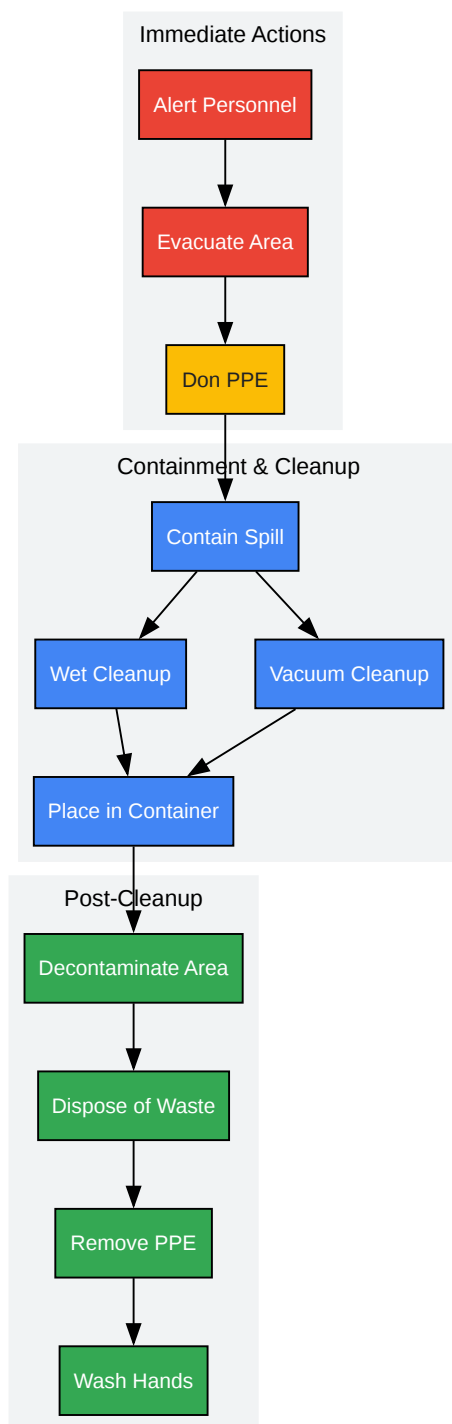 Immediate Actions
Alert Personnel
Evacuate Area
Don PPE
Containment & Cleanup
Contain Spill
Wet Cleanup
Vacuum Cleanup
Place in Container
Post-Cleanup
Decontaminate Area
Dispose of Waste
Remove PPE
Wash Hands